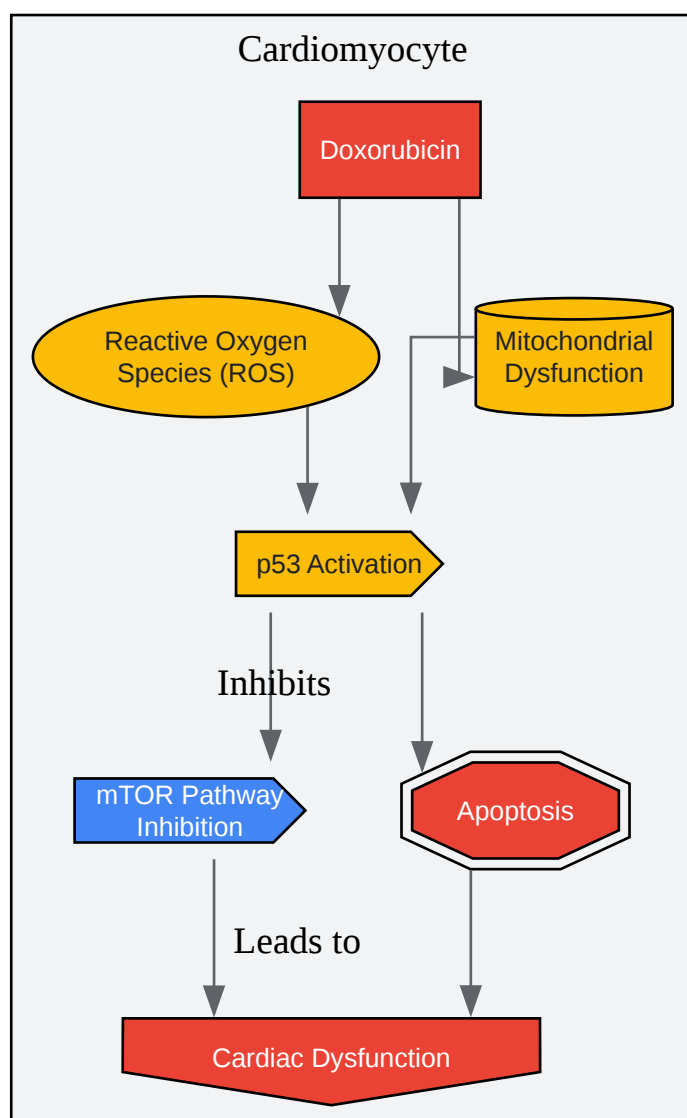 Cardiomyocyte
Doxorubicin
Reactive Oxygen
Species (ROS)
Mitochondrial
Dysfunction
p53 Activation
Inhibits
mTOR Pathway
Inhibition
Apoptosis
Leads to
Cardiac Dysfunction